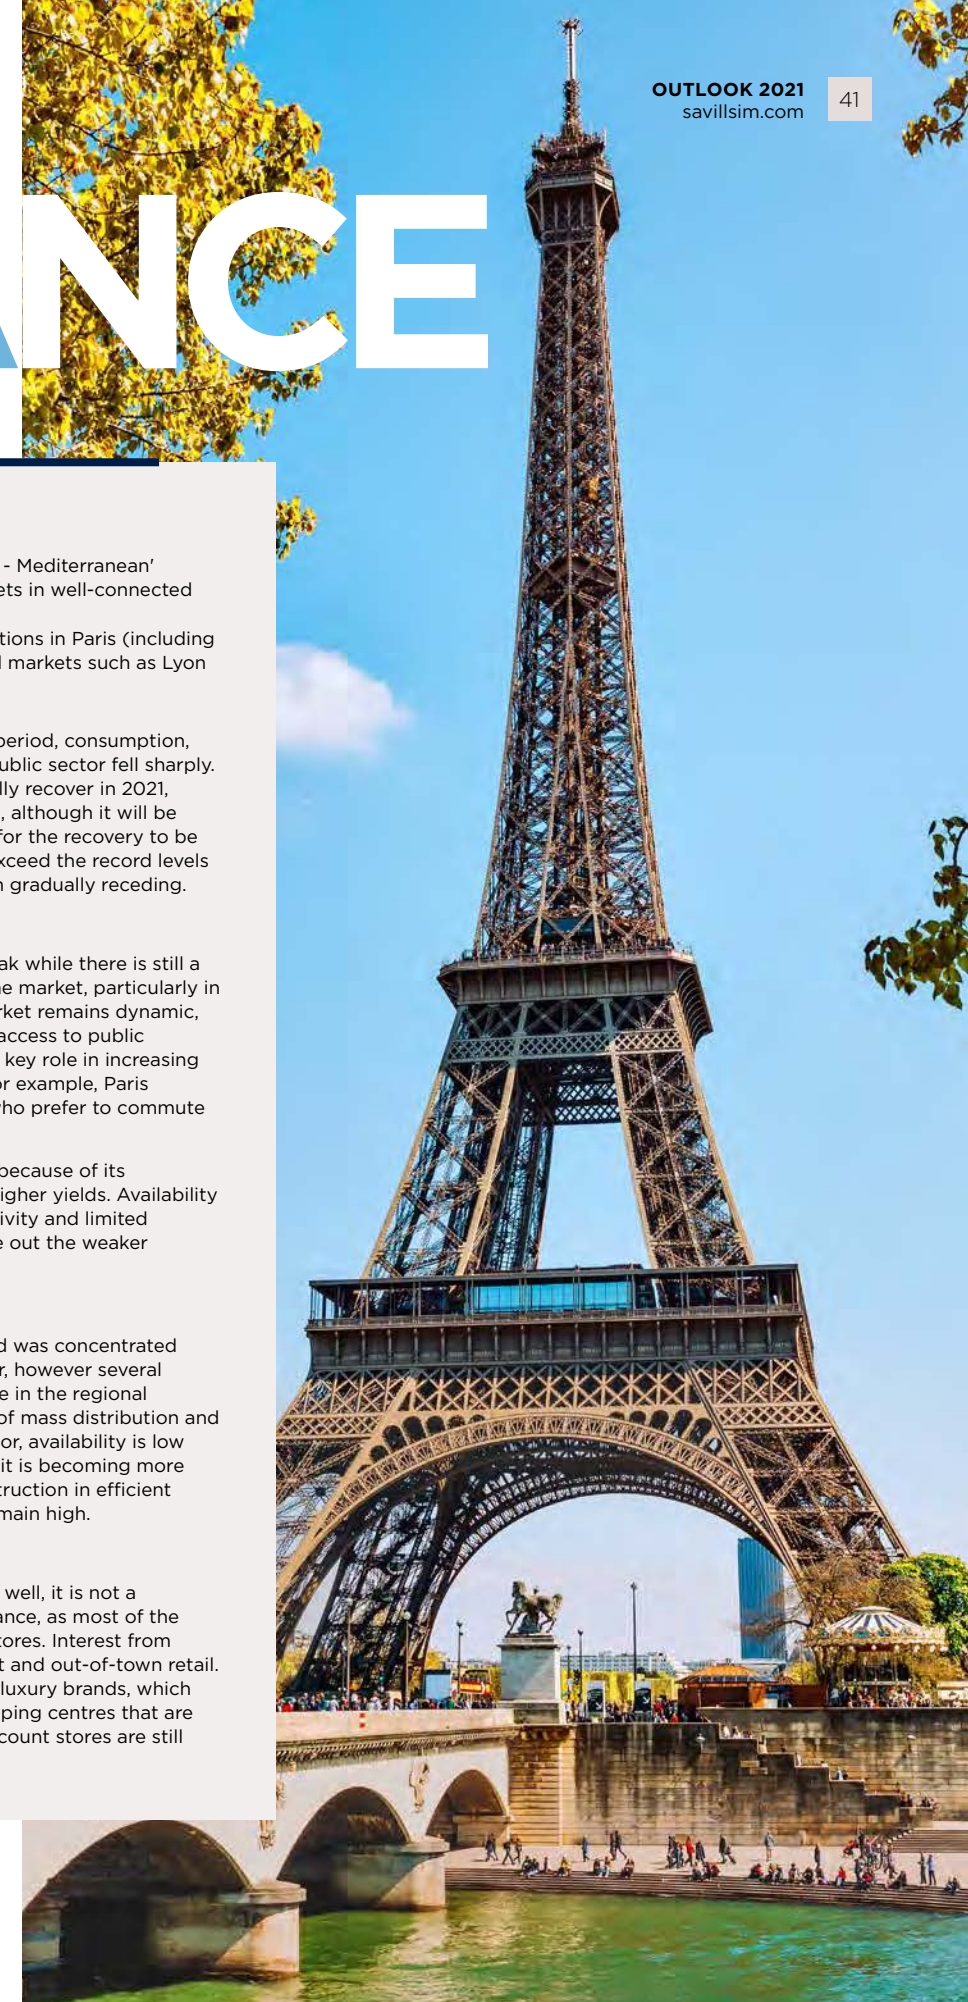 OUTLOOK 2021
savillsim.com
41
ANCE
- Mediterranean'
ets in well-connected
tions in Paris (including
l markets such as Lyon
period, consumption,
ublic sector fell sharply.
lly recover in 2021,
, although it will be
for the recovery to be
xceed the record levels
n gradually receding.
ak while there is still a
e market, particularly in
rket remains dynamic,
access to public
key role in increasing
or example, Paris
who prefer to commute
because of its
igher yields. Availability
ivity and limited
e out the weaker
d was concentrated
r, however several
e in the regional
of mass distribution and
or, availability is low
it is becoming more
truction in efficient
main high.
well, it is not a
ance, as most of the
tores. Interest from
t and out-of-town retail.
luxury brands, which
ping centres that are
count stores are still